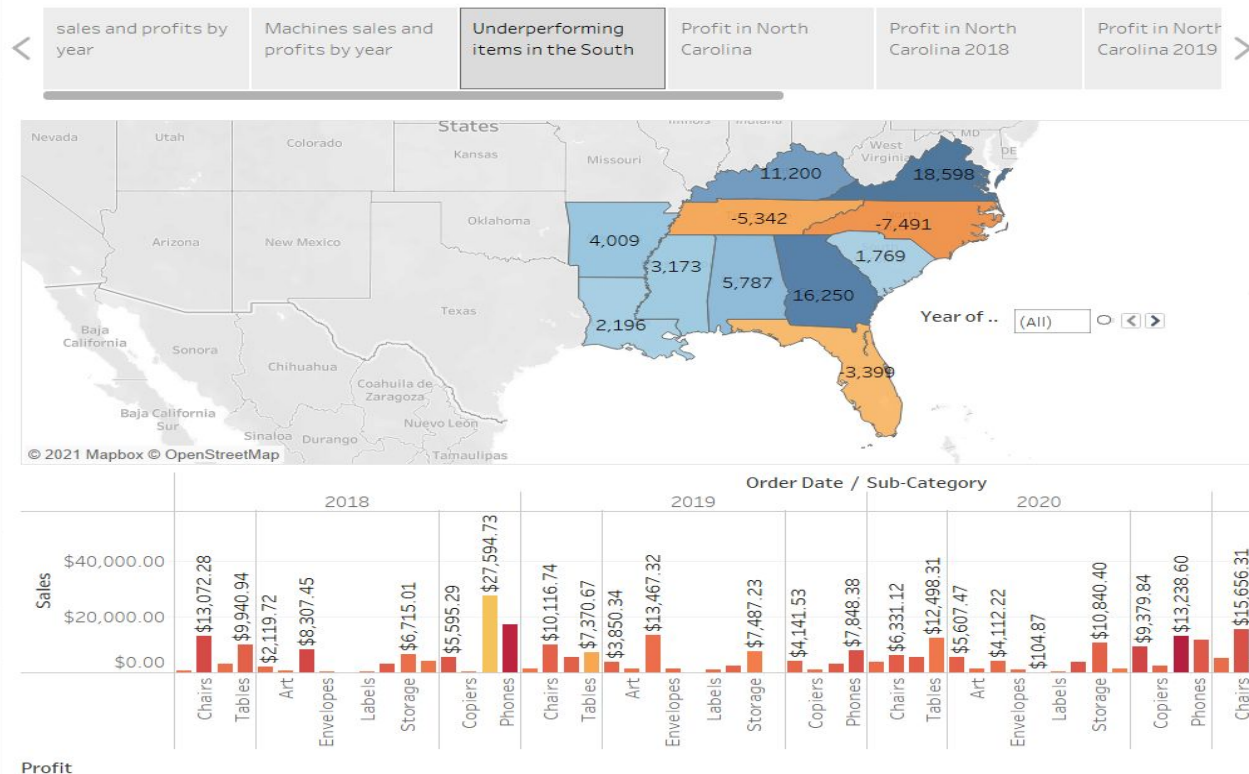 sales and profits by
year
Machines sales and
profits by year
Underperforming
items in the South
Profit in North
Carolina
Profit in North
Carolina 2018
Profit in North
Carolina 2019
Nevada
Utah
Colorado
States
Kansas
Missouri
Illinois
Indiana
West
Virginia
MD
DE
11,200
18,598
Oklahoma
-5,342
-7,491
Arizona
New Mexico
4,009
3,173
1,769
5,787
16,250
Texas
2,196
Year of ..
(All)
Baja
California
Sonora
Chihuahua
Coahuila de
Zaragoza
-3,399
Baja California
Sur
Nuevo León
Sinaloa
Durango
Tamaulipas
© 2021 Mapbox © OpenStreetMap
Order Date / Sub-Category
2018
2019
2020
Sales
$40,000.00
$20,000.00
$0.00
$13,072.28
$9,940.94
$2,119.72
$8,307.45
$6,715.01
$5,595.29
$27,594.73
$10,116.74
$7,370.67
$3,850.34
$13,467.32
$7,487.23
$4,141.53
$7,848.38
$6,331.12
$12,498.31
$5,607.47
$4,112.22
$104.87
$10,840.40
$9,379.84
$13,238.60
$15,656.31
Chairs
Tables
Art
Envelopes
Labels
Storage
Copiers
Phones
Chairs
Tables
Art
Envelopes
Labels
Storage
Copiers
Phones
Chairs
Tables
Art
Envelopes
Labels
Storage
Copiers
Phones
Chairs
Profit